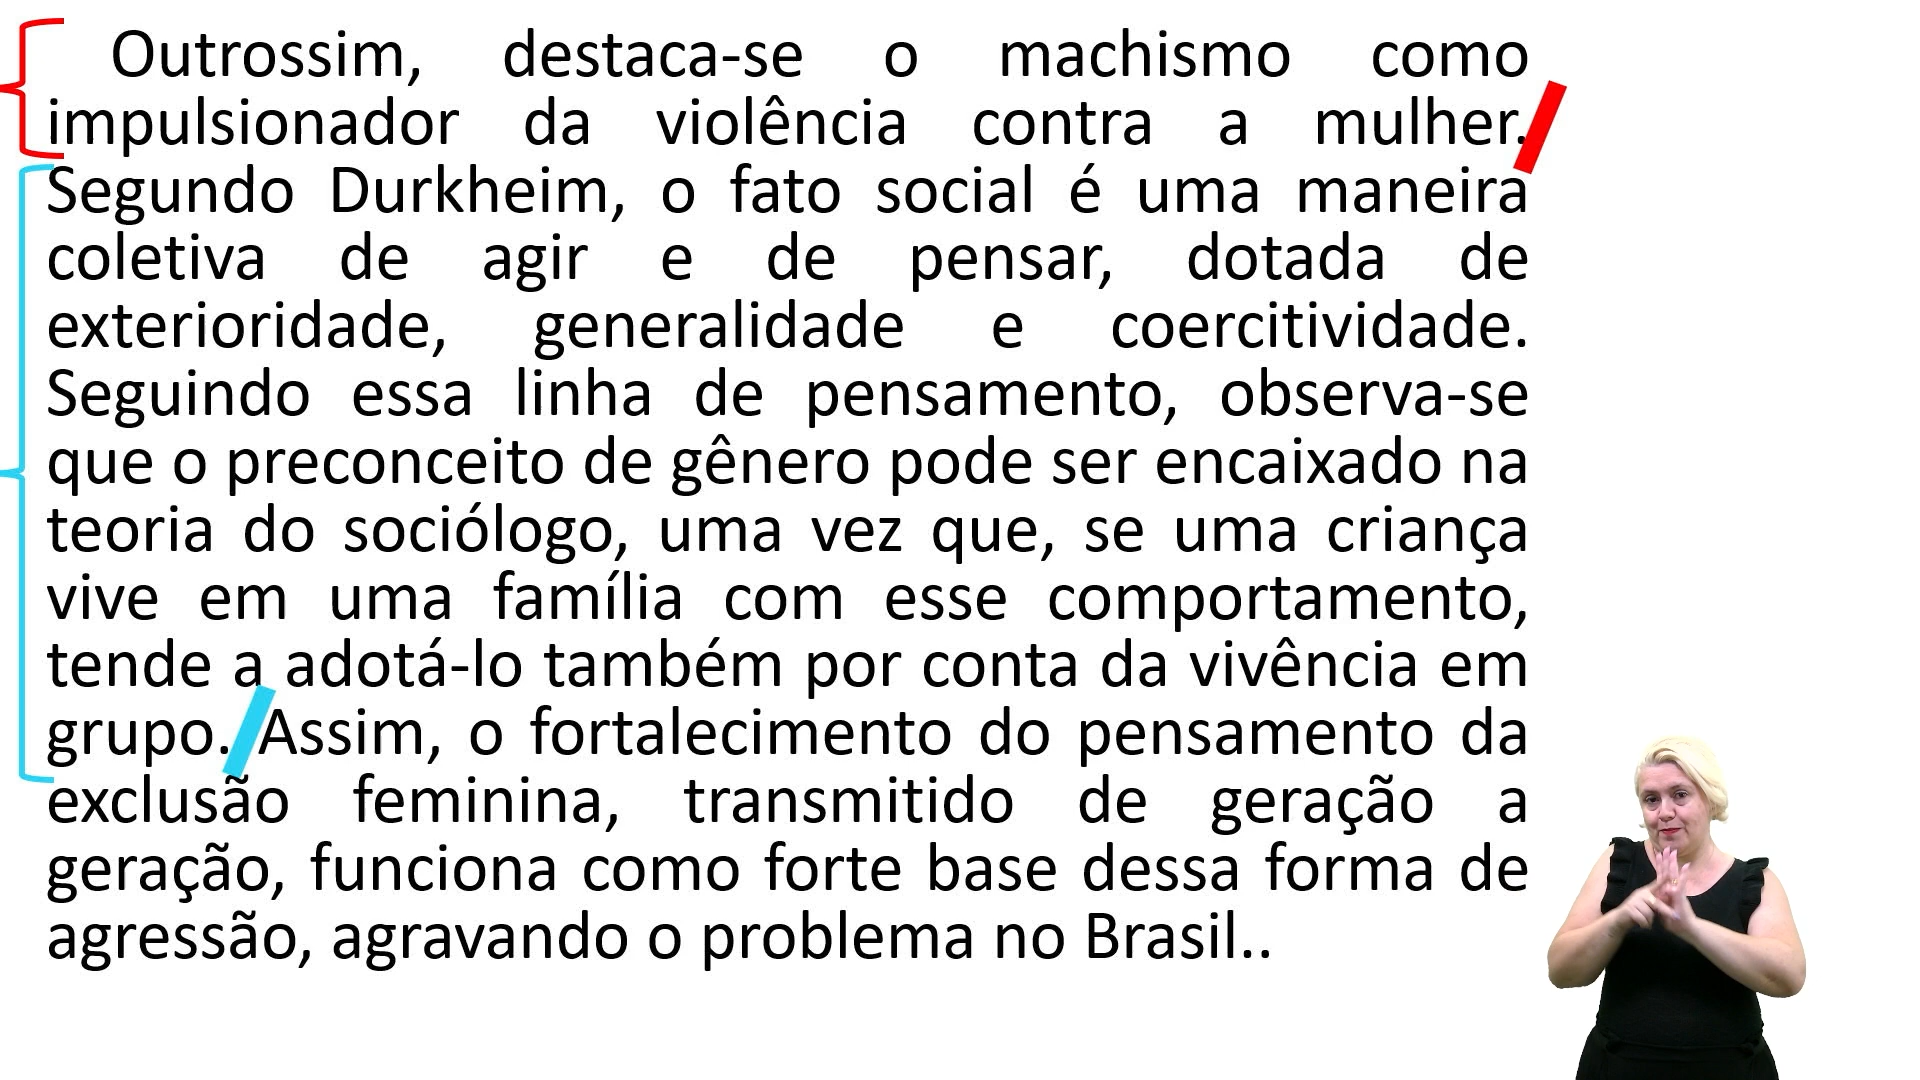 Outrossim, destaca-se o machismo como
impulsionador da violência contra a mulher.
Segundo Durkheim, o fato social é uma maneira
coletiva de agir e de pensar, dotada de
exterioridade, generalidade e coercitividade.
Seguindo essa linha de pensamento, observa-se
que o preconceito de gênero pode ser encaixado na
teoria do sociólogo, uma vez que, se uma criança
vive em uma família com esse comportamento,
tende a adotá-lo também por conta da vivência em
grupo. Assim, o fortalecimento do pensamento da
exclusão feminina, transmitido de geração a
geração, funciona como forte base dessa forma de
agressão, agravando o problema no Brasil..